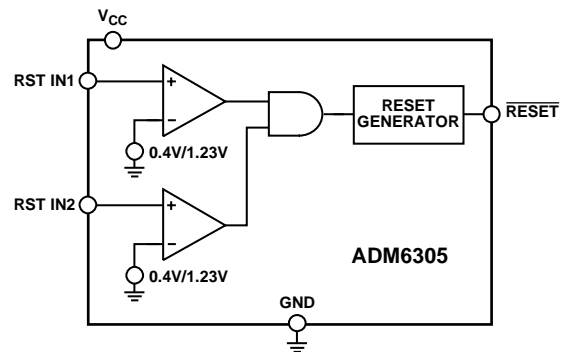 VCC
RST IN1
+
–
0.4V/1.23V
RESET
GENERATOR
RESET
RST IN2
+
–
0.4V/1.23V
ADM6305
GND